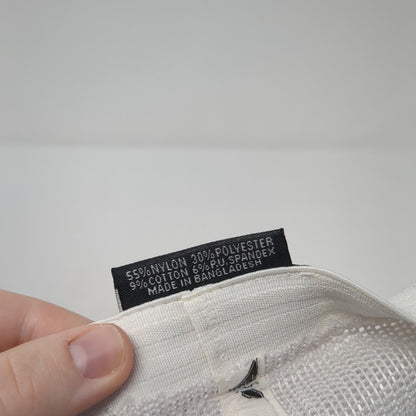 55%NYLON 30%POLYESTER
9%COTTON 6%P.U. SPANDEX
MADE IN BANGLADESH